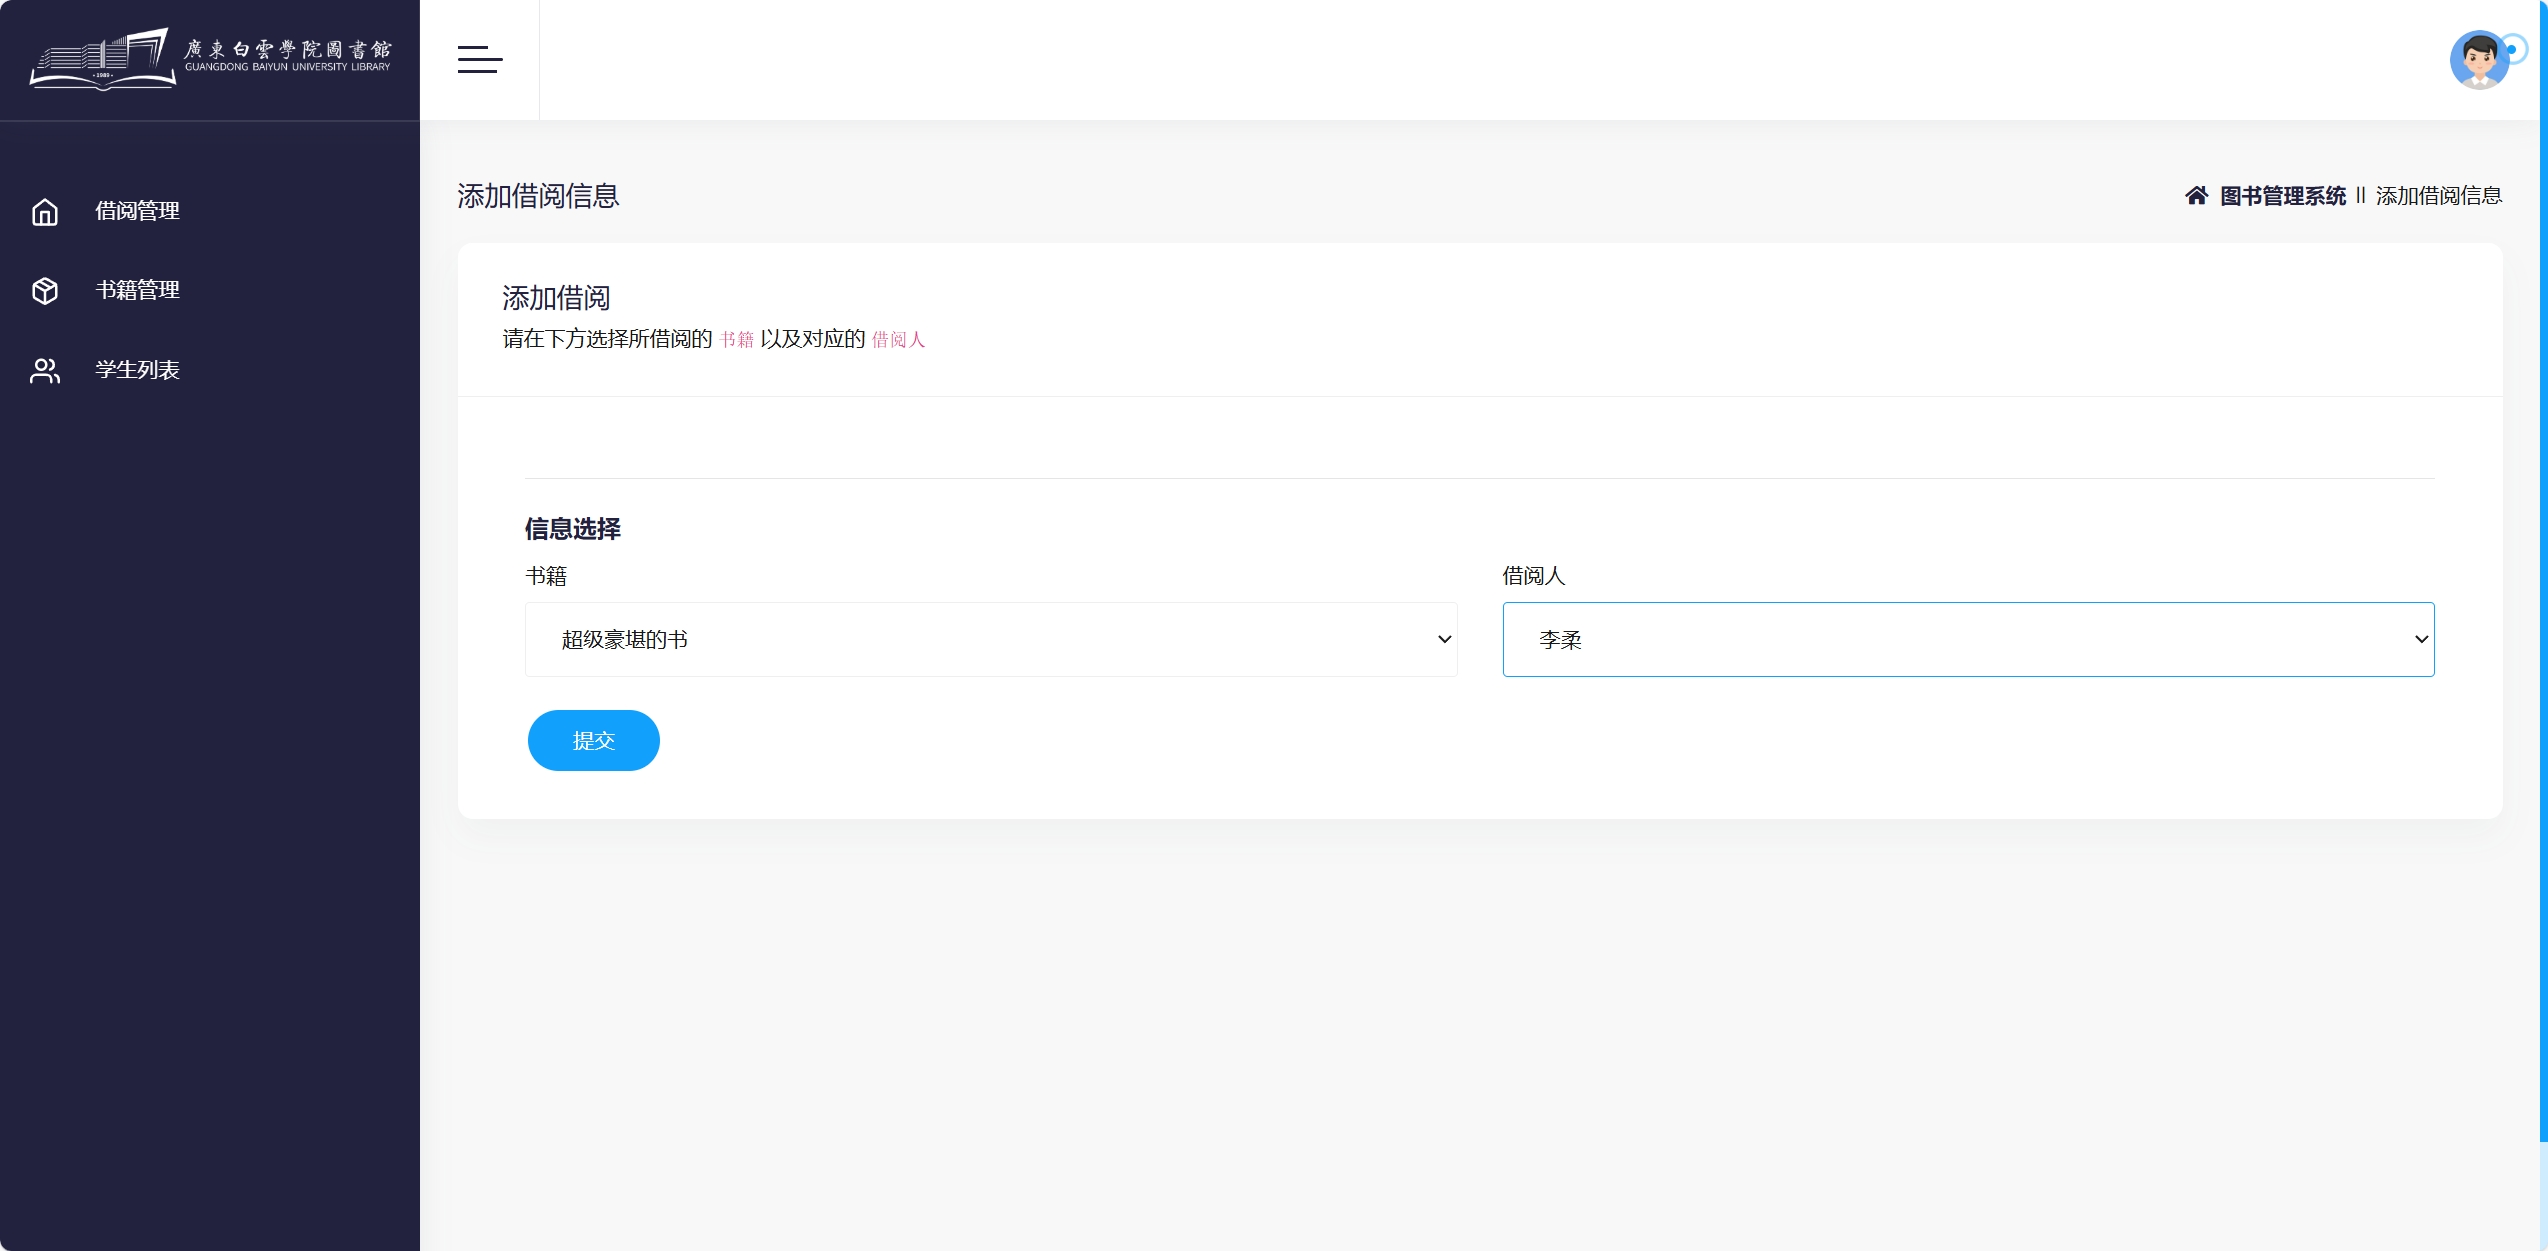 廣東白雲學院圖書館
GUANGDONG BAIYUN UNIVERSITY LIBRARY
·1989·
借阅管理
书籍管理
学生列表
添加借阅信息
图书管理系统 || 添加借阅信息
添加借阅
请在下方选择所借阅的 书籍 以及对应的 借阅人
信息选择
书籍
借阅人
超级豪堪的书
李柔
提交